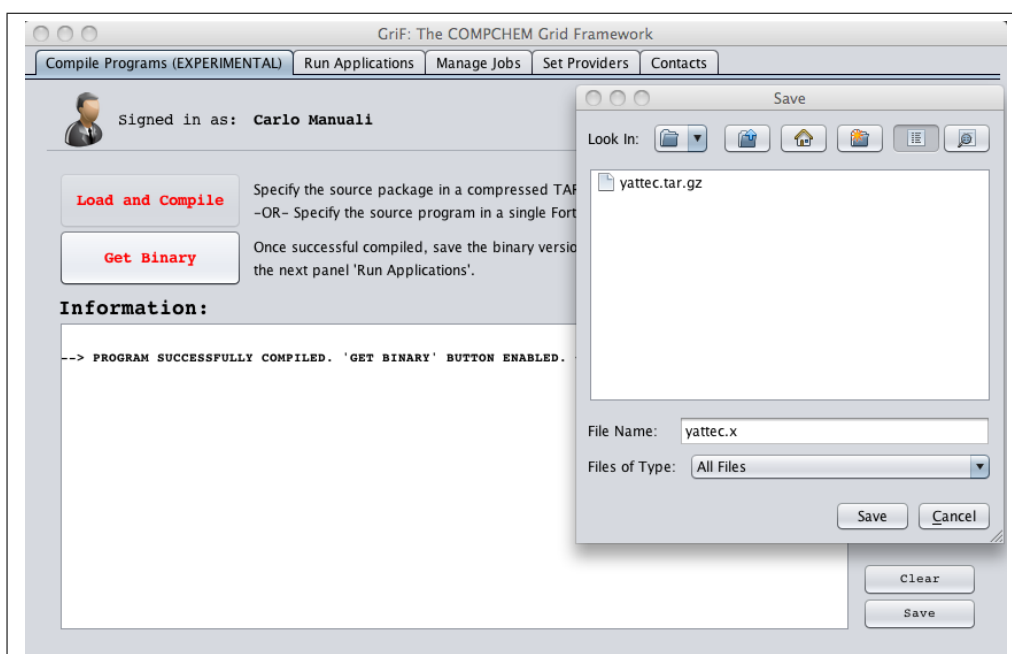 GriF: The COMPCHEM Grid Framework
Compile Programs (EXPERIMENTAL) Run Applications Manage Jobs Set Providers Contacts
Signed in as: Carlo Manuali
Load and Compile
Specify the source package in a compressed TAR
-OR- Specify the source program in a single Fort
Get Binary
Once successful compiled, save the binary versio
the next panel 'Run Applications'.
Information:
--> PROGRAM SUCCESSFULLY COMPILED. 'GET BINARY' BUTTON ENABLED.
Save
Look In:
yattec.tar.gz
File Name: yattec.x
Files of Type: All Files
Save Cancel
Clear
Save